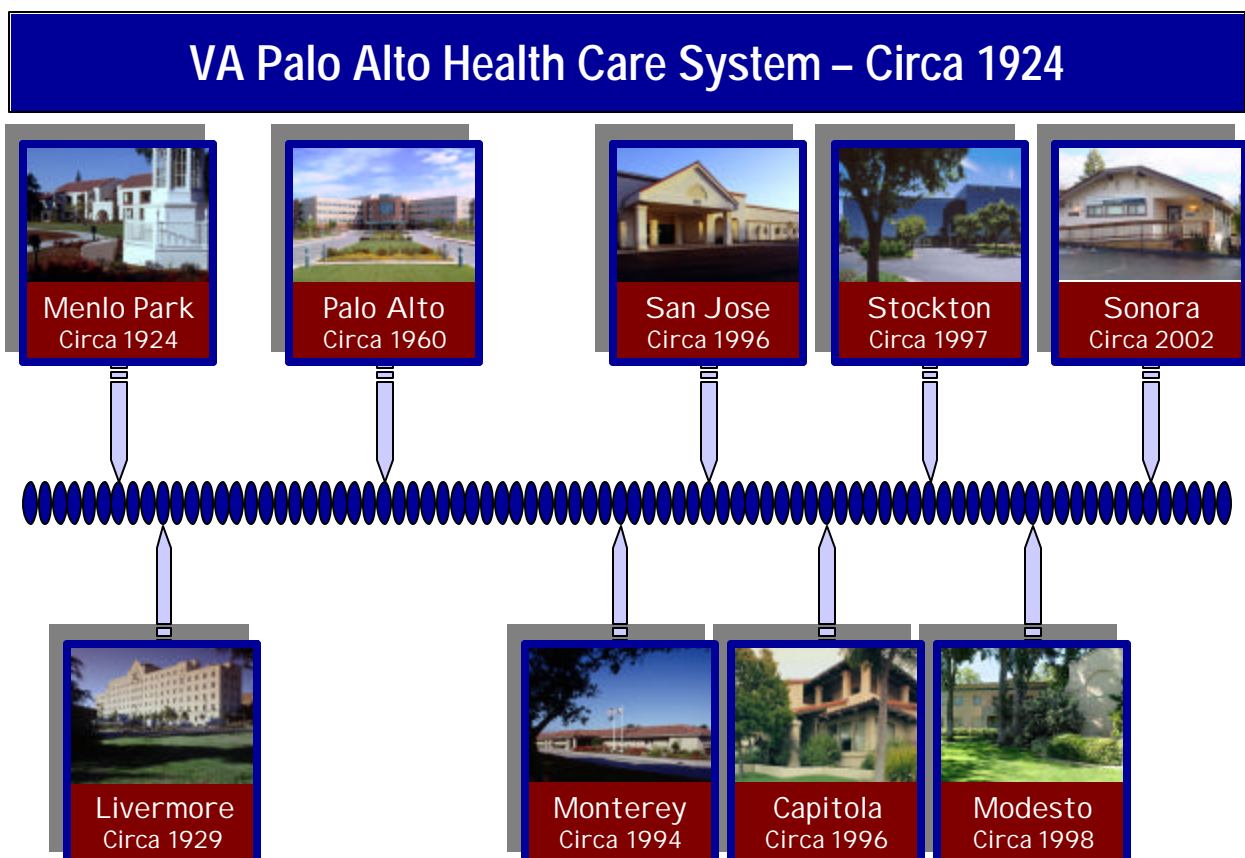 VA Palo Alto Health Care System – Circa 1924
Menlo Park
Circa 1924
Palo Alto
Circa 1960
San Jose
Circa 1996
Stockton
Circa 1997
Sonora
Circa 2002
Livermore
Circa 1929
Monterey
Circa 1994
Capitola
Circa 1996
Modesto
Circa 1998